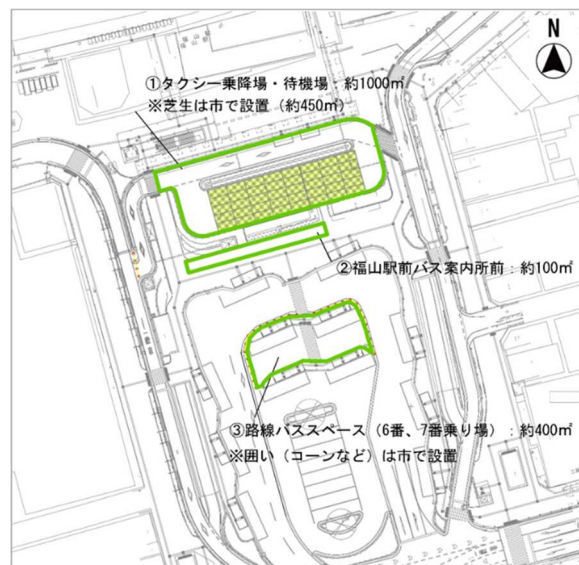 N
①タクシー乗降場・待機場：約1000㎡
※芝生は市で設置（約450㎡）
②福山駅前バス案内所前：約100㎡
③路線バススペース（6番、7番乗り場）：約400㎡
※囲い（コーンなど）は市で設置